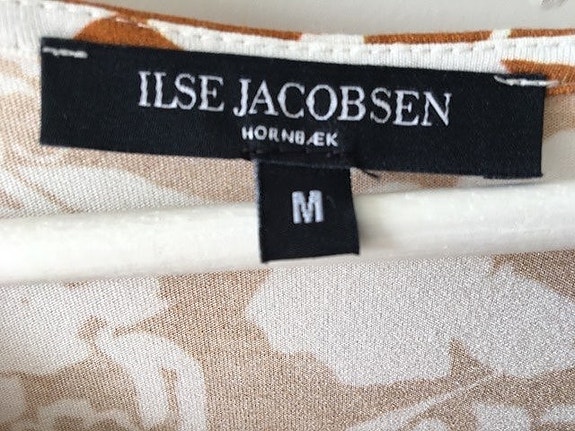 ILSE JACOBSEN
HORNBÆK
M